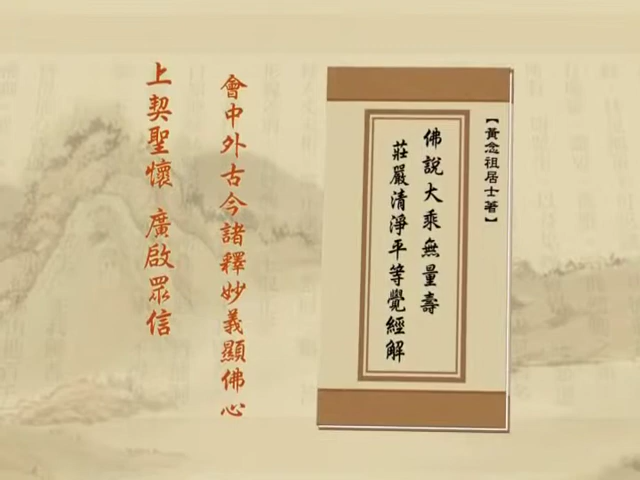 【黃念祖居士著】
佛說大乘無量壽
莊嚴清淨平等覺經解
會中外古今諸釋妙義顯佛心
上契聖懷 廣啟眾信